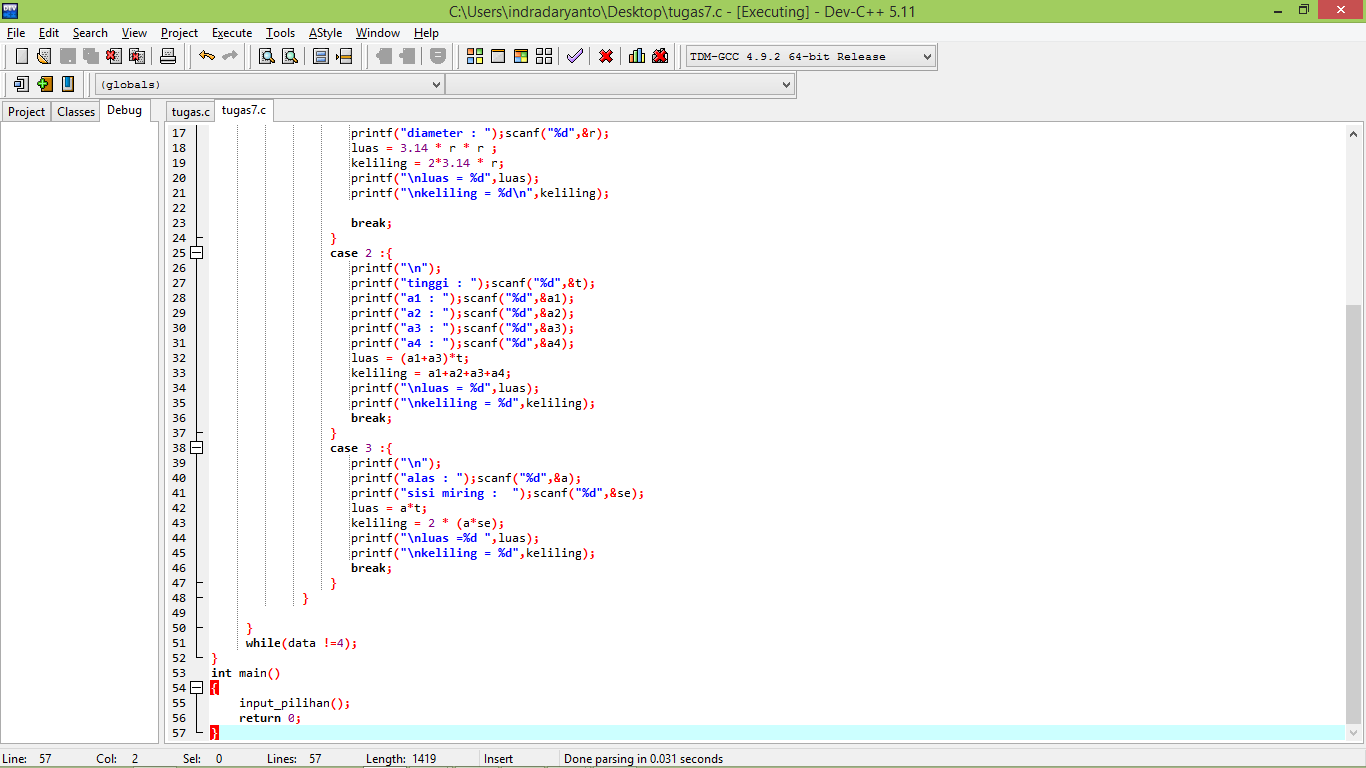 C:\Users\indradaryanto\Desktop\tugas7.c - [Executing] - Dev-C++ 5.11
File Edit Search View Project Execute Tools AStyle Window Help
TDM-GCC 4.9.2 64-bit Release
(globals)
Project Classes Debug tugas.c tugas7.c
17 printf("diameter : ");scanf("%d",&r);
18 luas = 3.14 * r * r ;
19 keliling = 2*3.14 * r;
20 printf("\nluas = %d",luas);
21 printf("\nkeliling = %d\n",keliling);
22
23 break;
24 }
25 case 2 :{
26 printf("\n");
27 printf("tinggi : ");scanf("%d",&t);
28 printf("a1 : ");scanf("%d",&a1);
29 printf("a2 : ");scanf("%d",&a2);
30 printf("a3 : ");scanf("%d",&a3);
31 printf("a4 : ");scanf("%d",&a4);
32 luas = (a1+a3)*t;
33 keliling = a1+a2+a3+a4;
34 printf("\nluas = %d",luas);
35 printf("\nkeliling = %d",keliling);
36 break;
37 }
38 case 3 :{
39 printf("\n");
40 printf("alas : ");scanf("%d",&a);
41 printf("sisi miring :  ");scanf("%d",&se);
42 luas = a*t;
43 keliling = 2 * (a*se);
44 printf("\nluas =%d ",luas);
45 printf("\nkeliling = %d",keliling);
46 break;
47 }
48 }
49
50 }
51 while(data !=4);
52 }
53 int main()
54 {
55 input_pilihan();
56 return 0;
57 }
Line: 57 Col: 2 Sel: 0 Lines: 57 Length: 1419 Insert Done parsing in 0.031 seconds